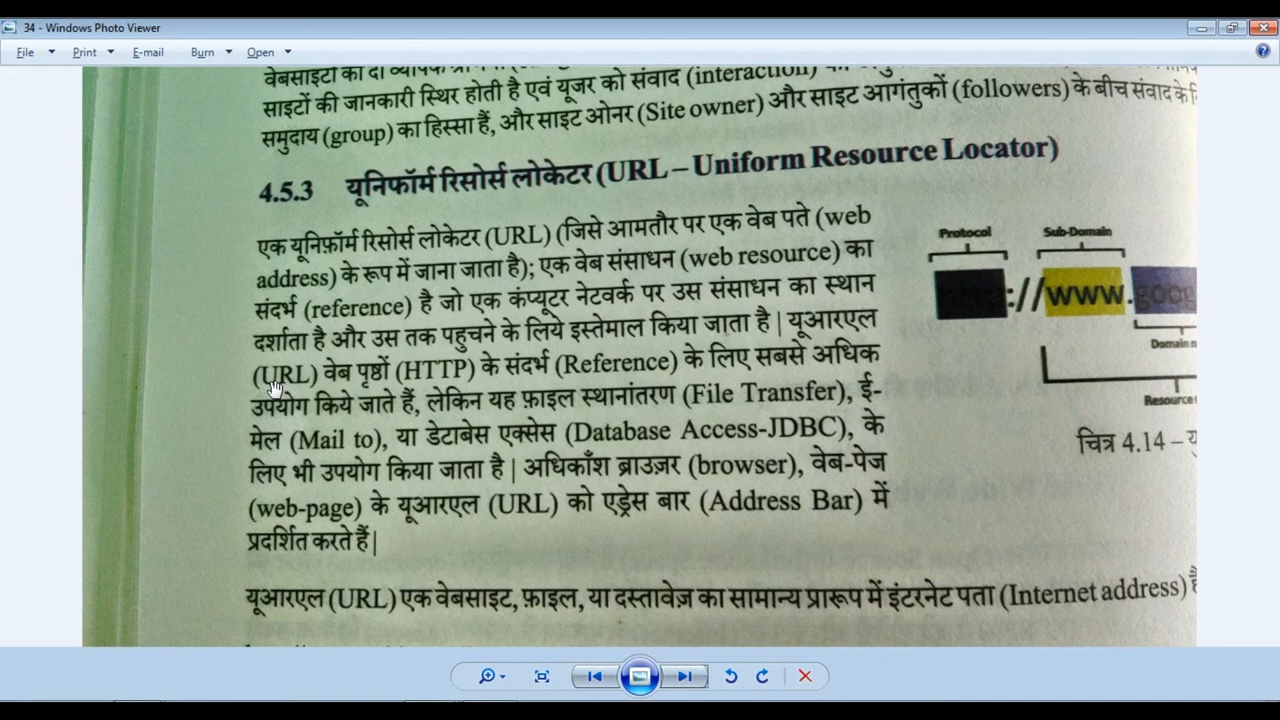 34 - Windows Photo Viewer
File Print E-mail Burn Open
साइटों की जानकारी स्थिर होती है एवं यूजर को संवाद (interaction)
समुदाय (group) का हिस्सा हैं, और साइट ओनर (Site owner) और साइट आगंतुकों (followers) के बीच संवाद के
4.5.3 यूनिफॉर्म रिसोर्स लोकेटर (URL – Uniform Resource Locator)
एक यूनिफ़ॉर्म रिसोर्स लोकेटर (URL) (जिसे आमतौर पर एक वेब पते (web
address) के रूप में जाना जाता है); एक वेब संसाधन (web resource) का
संदर्भ (reference) है जो एक कंप्यूटर नेटवर्क पर उस संसाधन का स्थान
दर्शाता है और उस तक पहुचने के लिये इस्तेमाल किया जाता है | यूआरएल
(URL) वेब पृष्ठों (HTTP) के संदर्भ (Reference) के लिए सबसे अधिक
उपयोग किये जाते हैं, लेकिन यह फ़ाइल स्थानांतरण (File Transfer), ई-
मेल (Mail to), या डेटाबेस एक्सेस (Database Access-JDBC), के
लिए भी उपयोग किया जाता है | अधिकाँश ब्राउज़र (browser), वेब-पेज
(web-page) के यूआरएल (URL) को एड्रेस बार (Address Bar) में
प्रदर्शित करते हैं |
Protocol Sub-Domain
http://www.goog
Domain
Resource
चित्र 4.14 –
यूआरएल (URL) एक वेबसाइट, फ़ाइल, या दस्तावेज़ का सामान्य प्रारूप में इंटरनेट पता (Internet address)